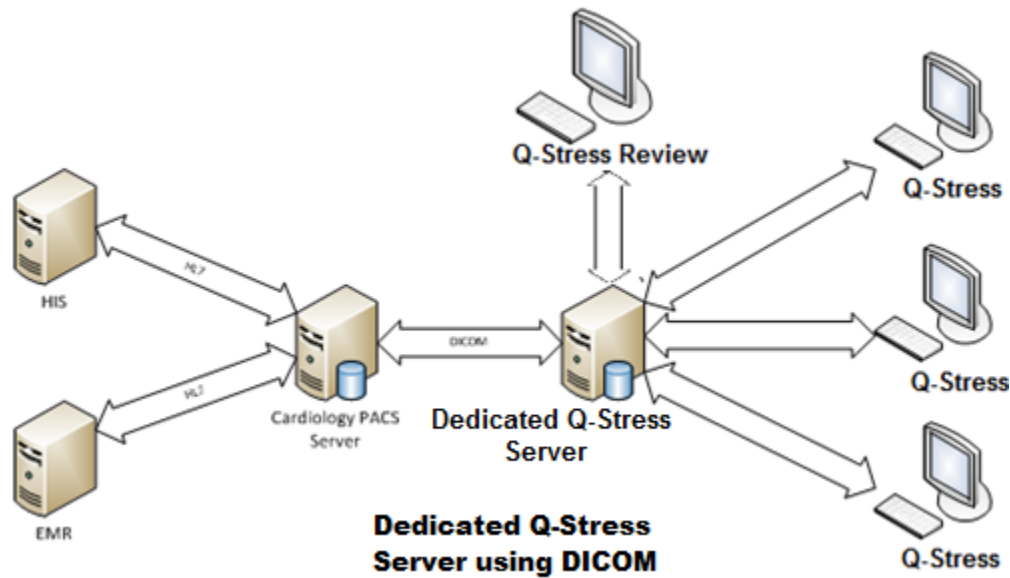 Q-Stress Review
Q-Stress
HL7
HIS
DICOM
Q-Stress
Cardiology PACS
Server
Dedicated Q-Stress
Server
HL7
EMR
Dedicated Q-Stress
Server using DICOM
Q-Stress